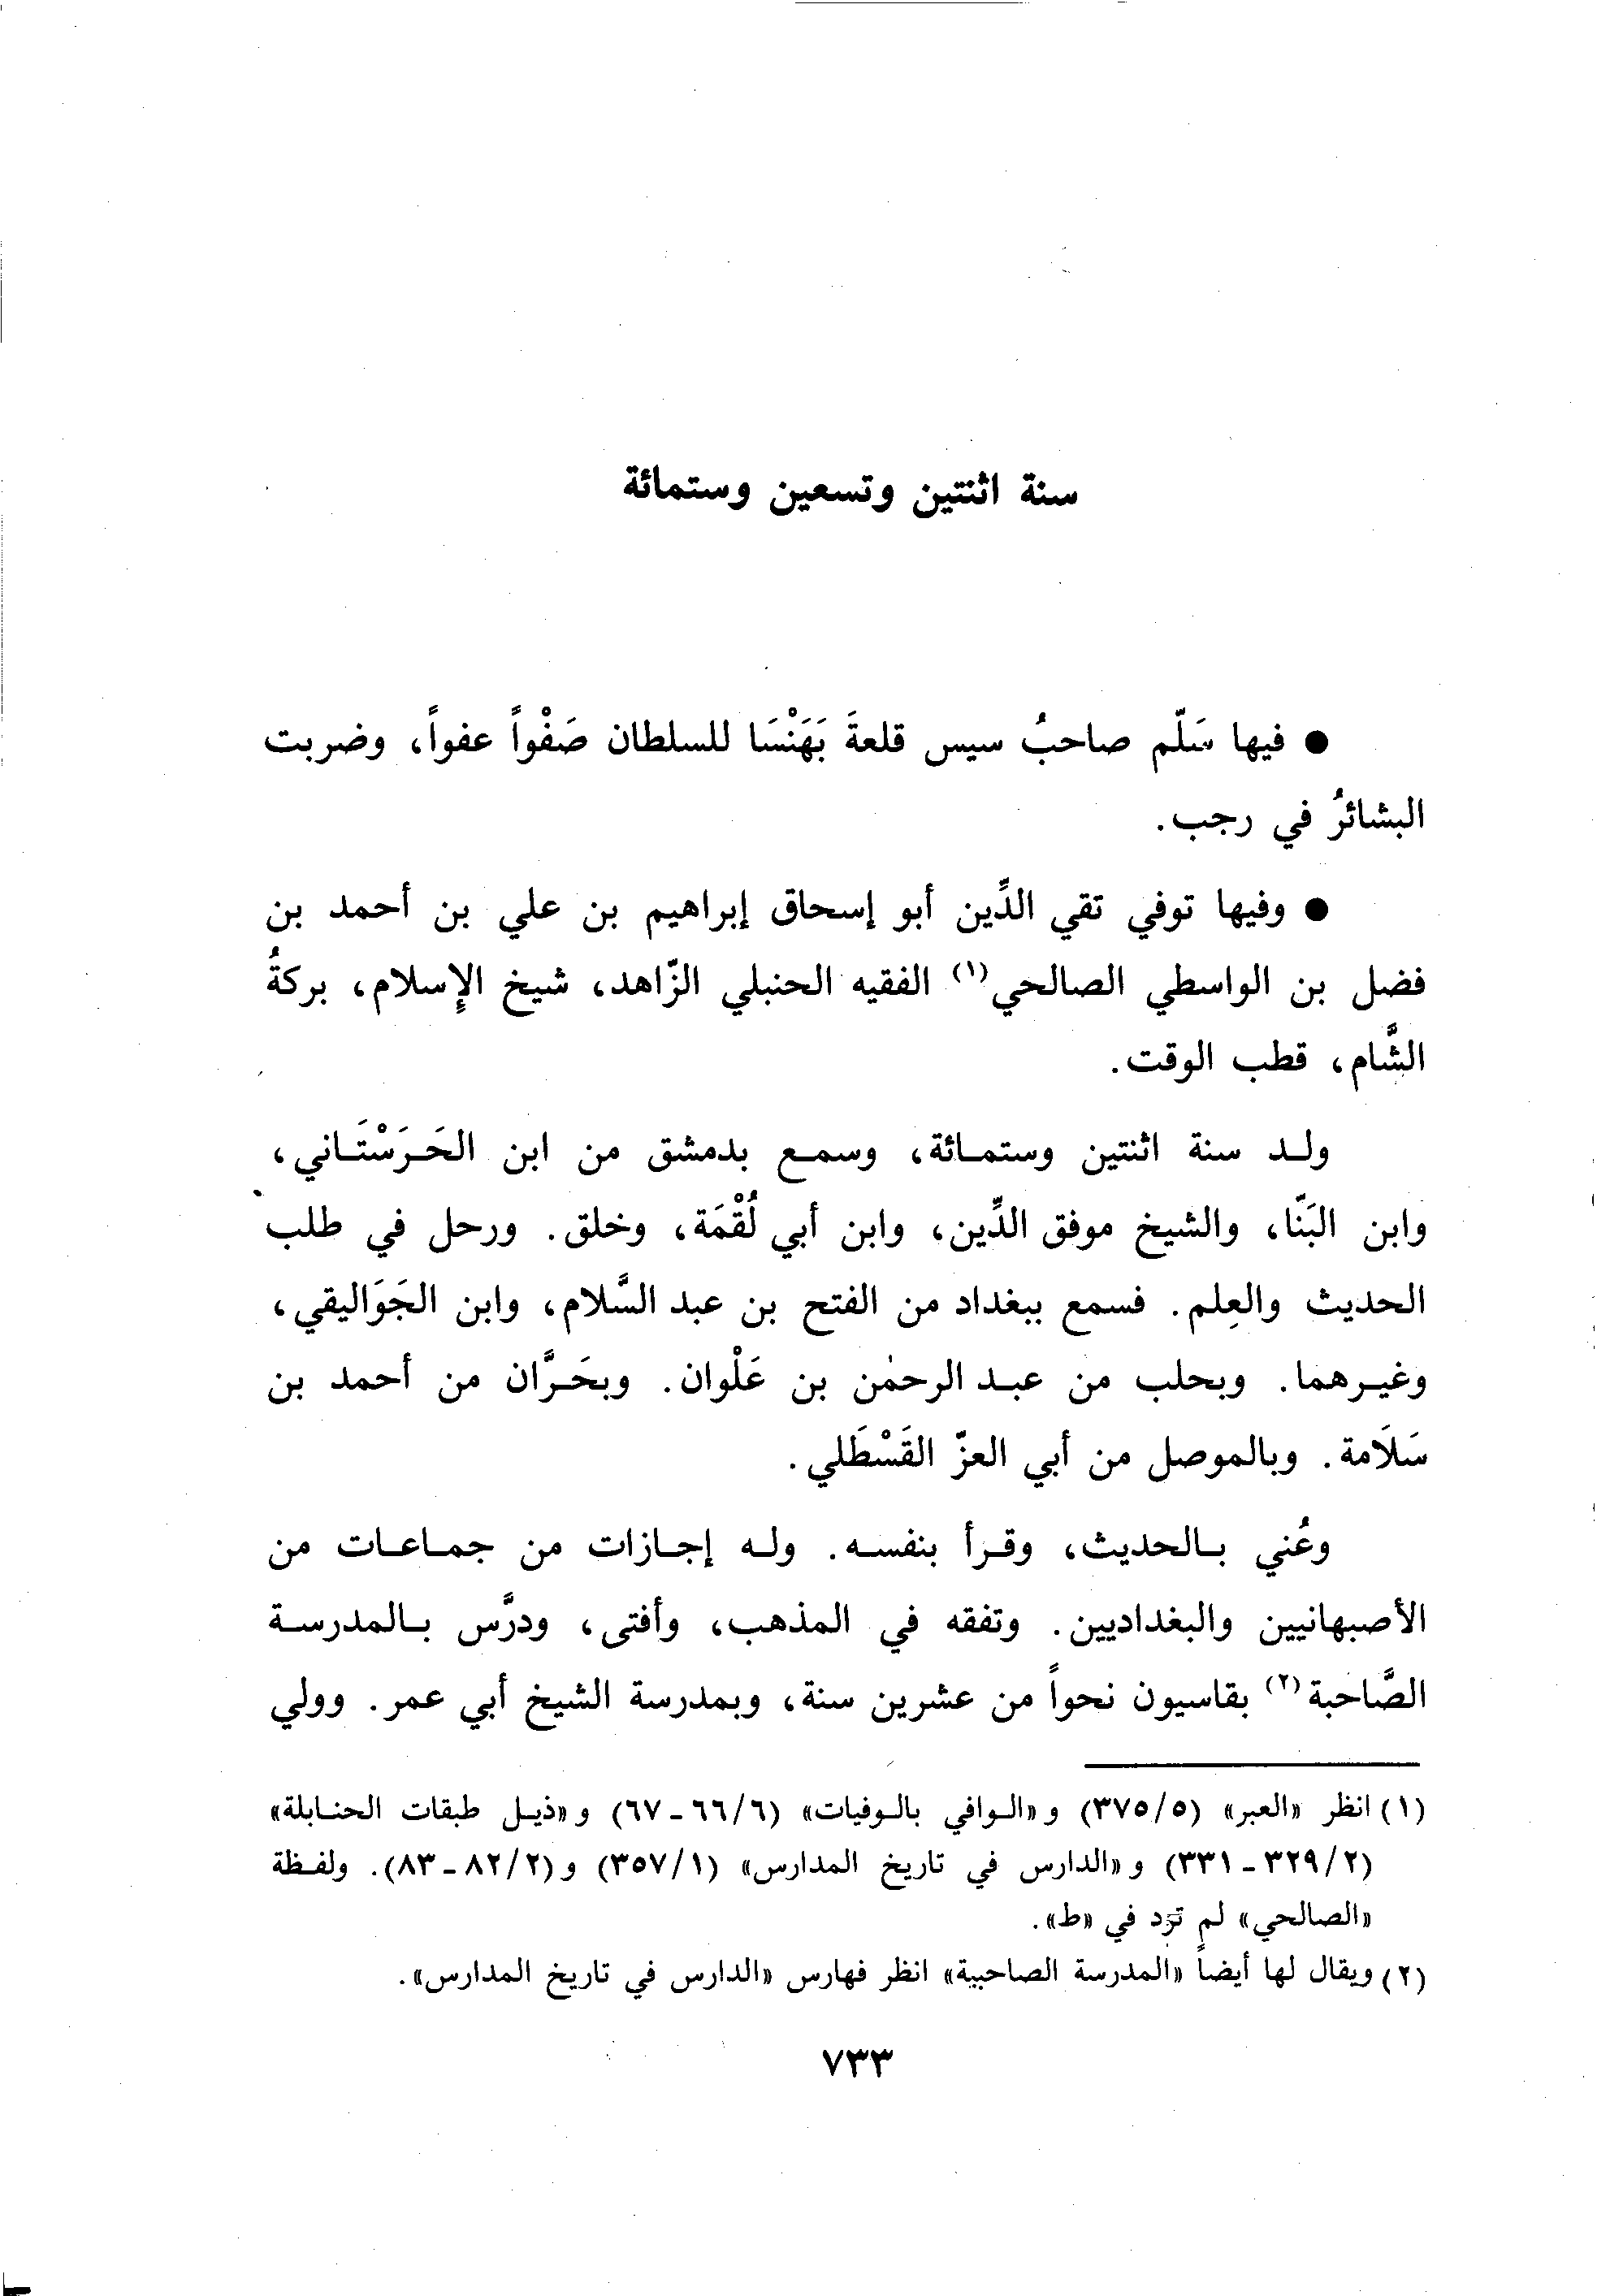 سنة اثنتين وتسعين وستمائة
● فيها سَلّم صاحبُ سيس قلعةَ بَهَنْسَا للسلطان صَفْواً عفواً، وضربت
البشائرُ في رجب.
● وفيها توفي تقي الدِّين أبو إسحاق إبراهيم بن علي بن أحمد بن
فضل بن الواسطي الصالحي(١) الفقيه الحنبلي الزّاهد، شيخ الإسلام، بركةُ
الشَّام، قطب الوقت.
ولد سنة اثنتين وستمائة، وسمع بدمشق من ابن الحَرَسْتَاني،
وابن البَنّا، والشيخ موفق الدِّين، وابن أبي لُقْمَة، وخلق. ورحل في طلب
الحديث والعِلم. فسمع ببغداد من الفتح بن عبد السَّلام، وابن الجَوَاليقي،
وغيرهما. وبحلب من عبد الرحمٰن بن عَلْوان. وبحَرَّان من أحمد بن
سَلَامة. وبالموصل من أبي العزّ القَسْطَلي.
وعُني بالحديث، وقرأ بنفسه. وله إجازات من جماعات من
الأصبهانيين والبغداديين. وتفقه في المذهب، وأفتى، ودرَّس بالمدرسة
الصَّاحبة(٢) بقاسيون نحواً من عشرين سنة، وبمدرسة الشيخ أبي عمر. وولي
(١) انظر «العبر» (٣٧٥/٥) و«الوافي بالوفيات» (٦٦/٦ - ٦٧) و«ذيل طبقات الحنابلة»
(٣٢٩/٢ - ٣٣١) و«الدارس في تاريخ المدارس» (٣٥٧/١) و(٨٢/٢ - ٨٣). ولفظة
«الصالحي» لم ترد في «ط».
(٢) ويقال لها أيضاً «المدرسة الصاحبية» انظر فهارس «الدارس في تاريخ المدارس».
٧٣٣